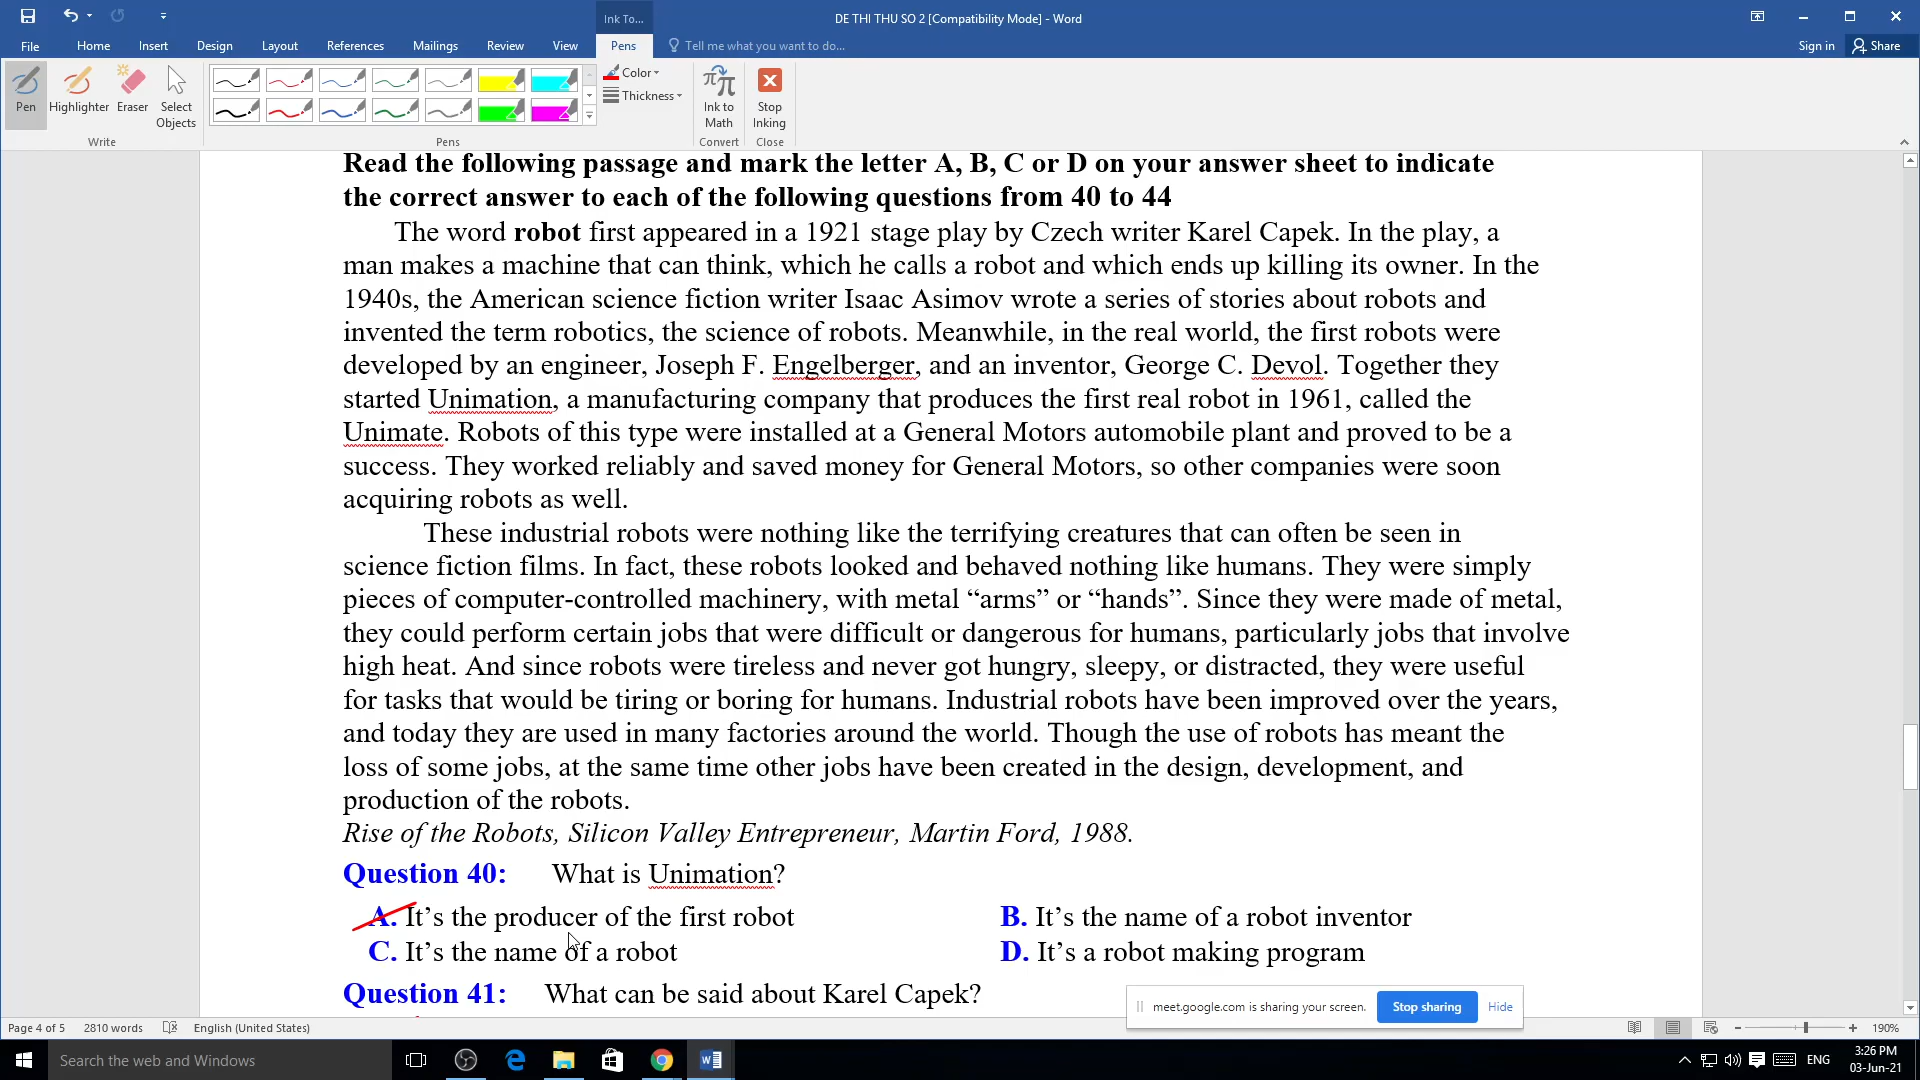 Ink To...
DE THI THU SO 2 [Compatibility Mode] - Word
File
Home
Insert
Design
Layout
References
Mailings
Review
View
Pens
Tell me what you want to do...
Sign in
Share
Pen
Highlighter
Eraser
Select Objects
Color
Thickness
Ink to Math
Stop Inking
Write
Pens
Convert
Close
Read the following passage and mark the letter A, B, C or D on your answer sheet to indicate
the correct answer to each of the following questions from 40 to 44
The word robot first appeared in a 1921 stage play by Czech writer Karel Capek. In the play, a
man makes a machine that can think, which he calls a robot and which ends up killing its owner. In the
1940s, the American science fiction writer Isaac Asimov wrote a series of stories about robots and
invented the term robotics, the science of robots. Meanwhile, in the real world, the first robots were
developed by an engineer, Joseph F. Engelberger, and an inventor, George C. Devol. Together they
started Unimation, a manufacturing company that produces the first real robot in 1961, called the
Unimate. Robots of this type were installed at a General Motors automobile plant and proved to be a
success. They worked reliably and saved money for General Motors, so other companies were soon
acquiring robots as well.
These industrial robots were nothing like the terrifying creatures that can often be seen in
science fiction films. In fact, these robots looked and behaved nothing like humans. They were simply
pieces of computer-controlled machinery, with metal “arms” or “hands”. Since they were made of metal,
they could perform certain jobs that were difficult or dangerous for humans, particularly jobs that involve
high heat. And since robots were tireless and never got hungry, sleepy, or distracted, they were useful
for tasks that would be tiring or boring for humans. Industrial robots have been improved over the years,
and today they are used in many factories around the world. Though the use of robots has meant the
loss of some jobs, at the same time other jobs have been created in the design, development, and
production of the robots.
Rise of the Robots, Silicon Valley Entrepreneur, Martin Ford, 1988.
Question 40: What is Unimation?
A. It’s the producer of the first robot B. It’s the name of a robot inventor
C. It’s the name of a robot D. It’s a robot making program
Question 41: What can be said about Karel Capek?
meet.google.com is sharing your screen.
Stop sharing
Hide
Page 4 of 5
2810 words
English (United States)
190%
Search the web and Windows
ENG
3:26 PM
03-Jun-21